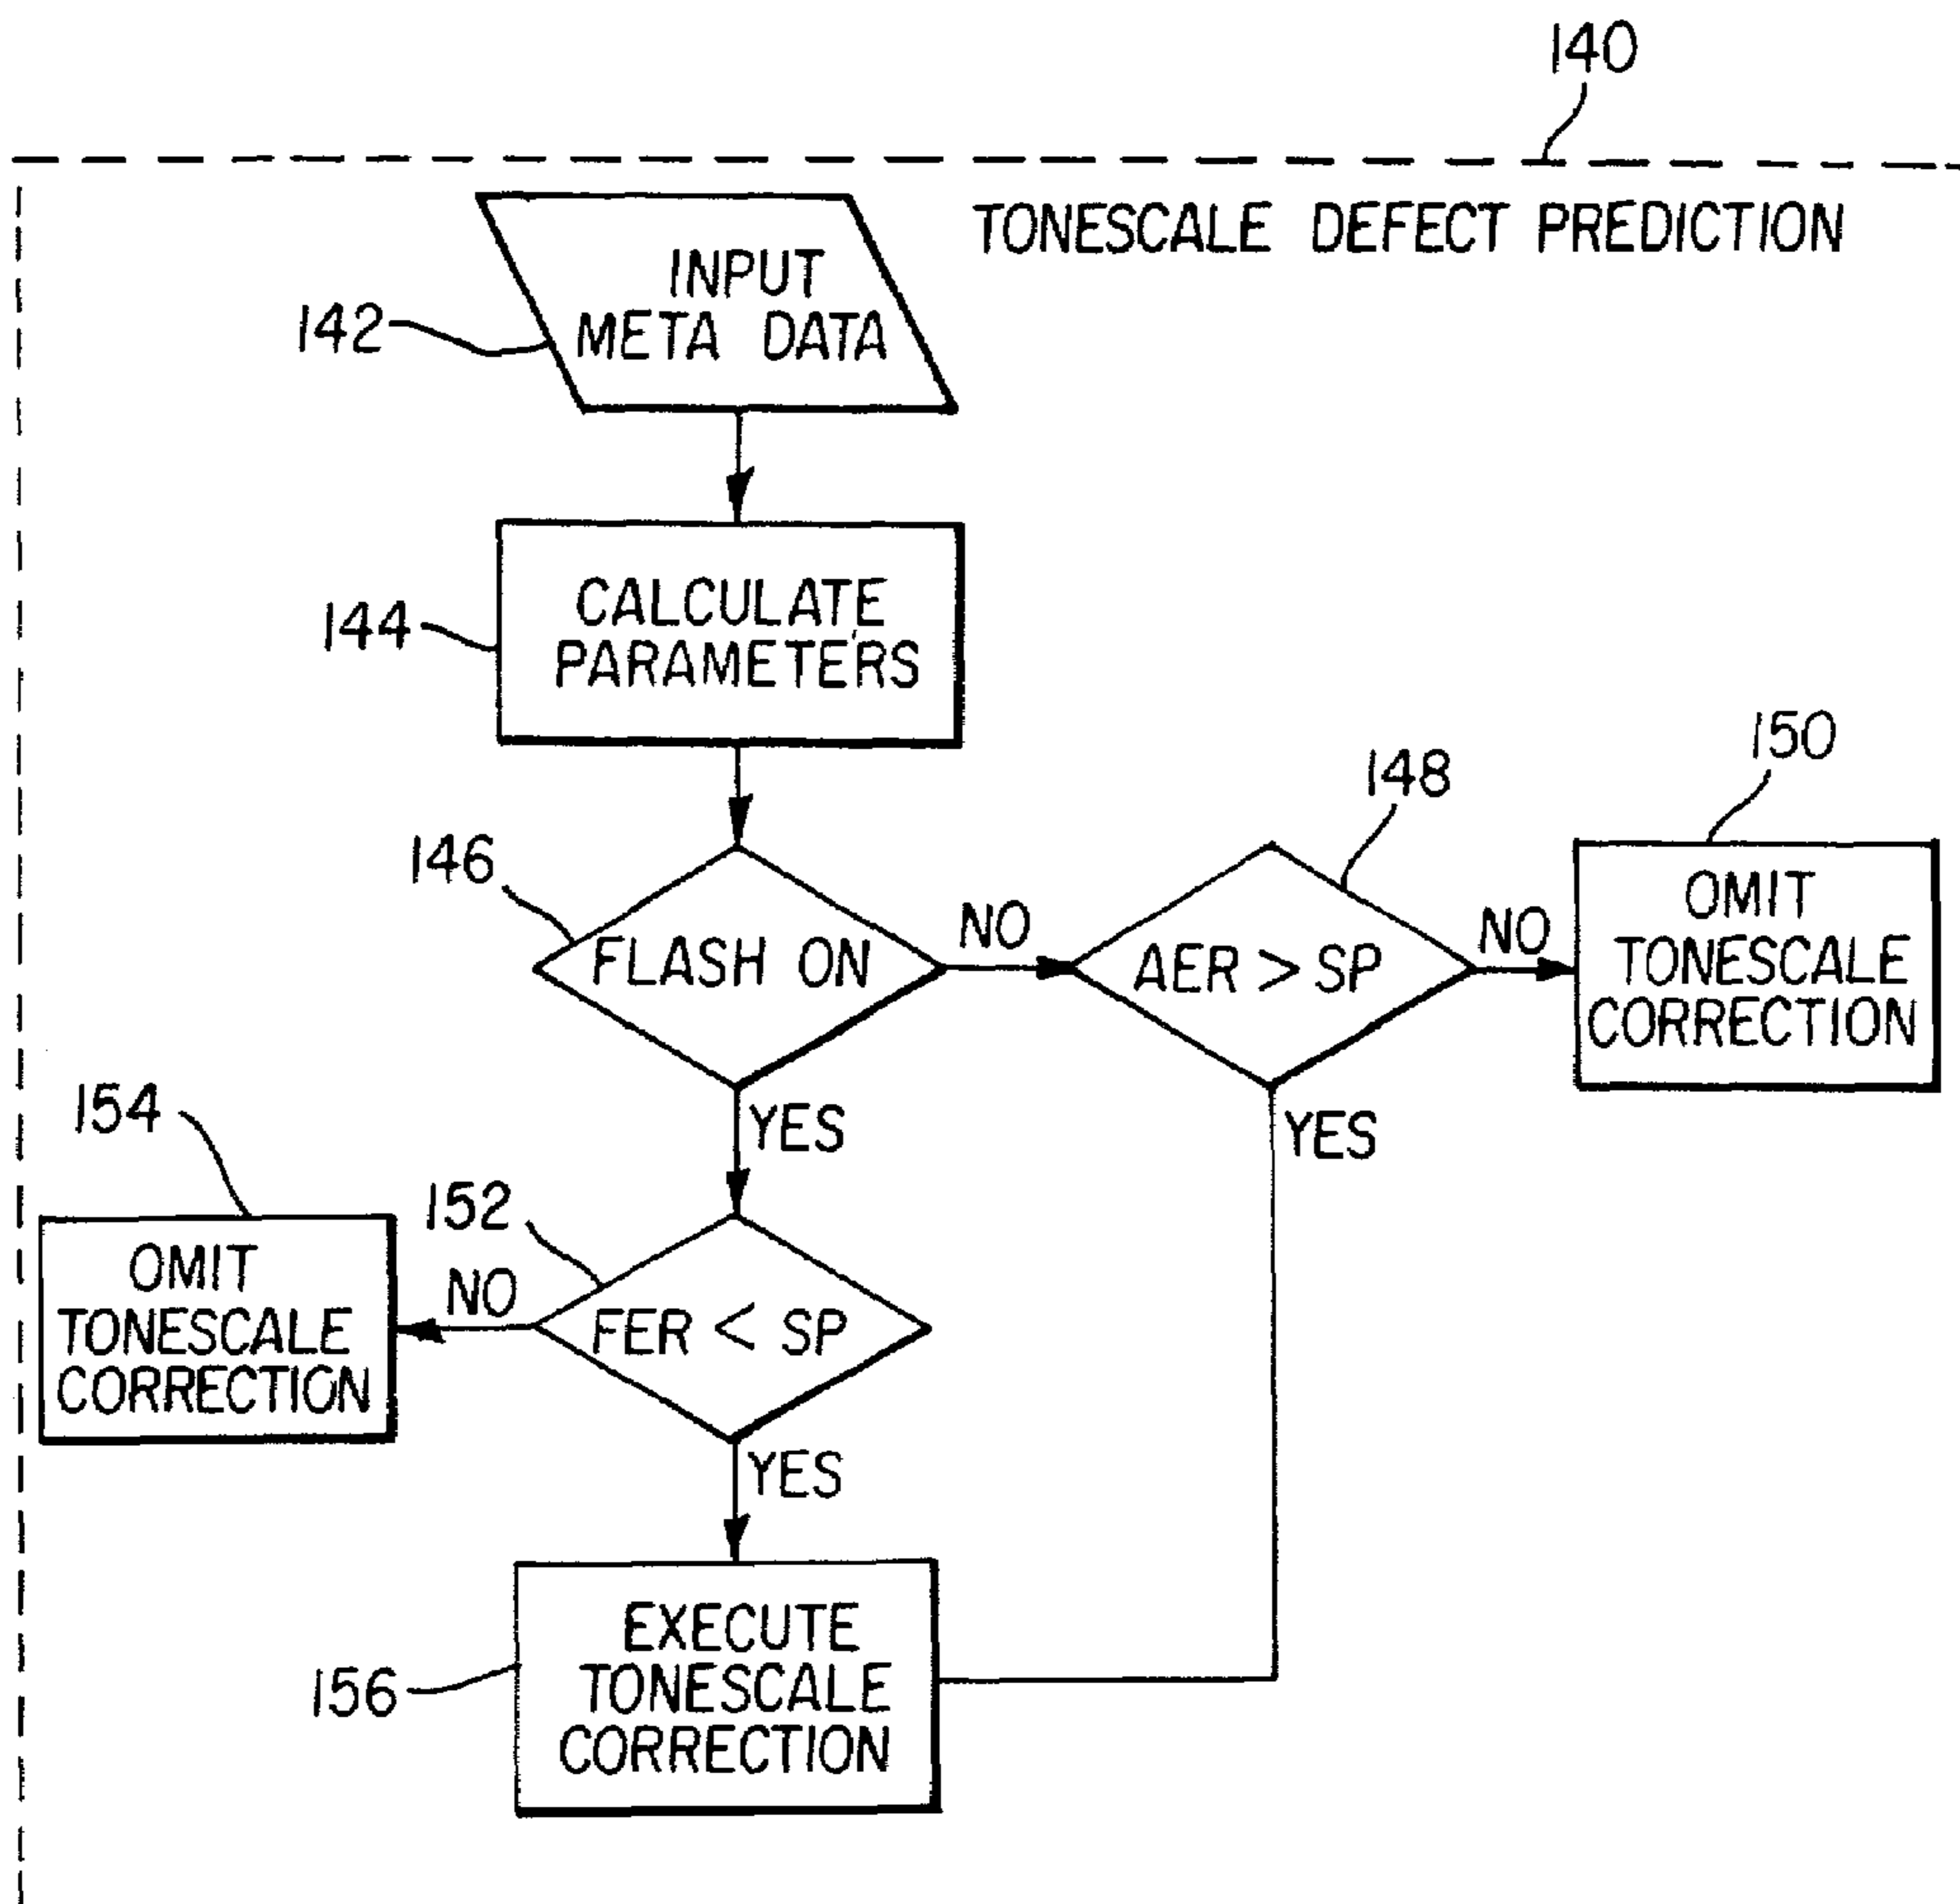 140
TONESCALE DEFECT PREDICTION
INPUT
META DATA
142
CALCULATE
PARAMETERS
144
146
FLASH ON
NO
148
AER > SP
NO
150
OMIT
TONESCALE
CORRECTION
YES
YES
154
OMIT
TONESCALE
CORRECTION
NO
152
FER < SP
YES
EXECUTE
TONESCALE
CORRECTION
156